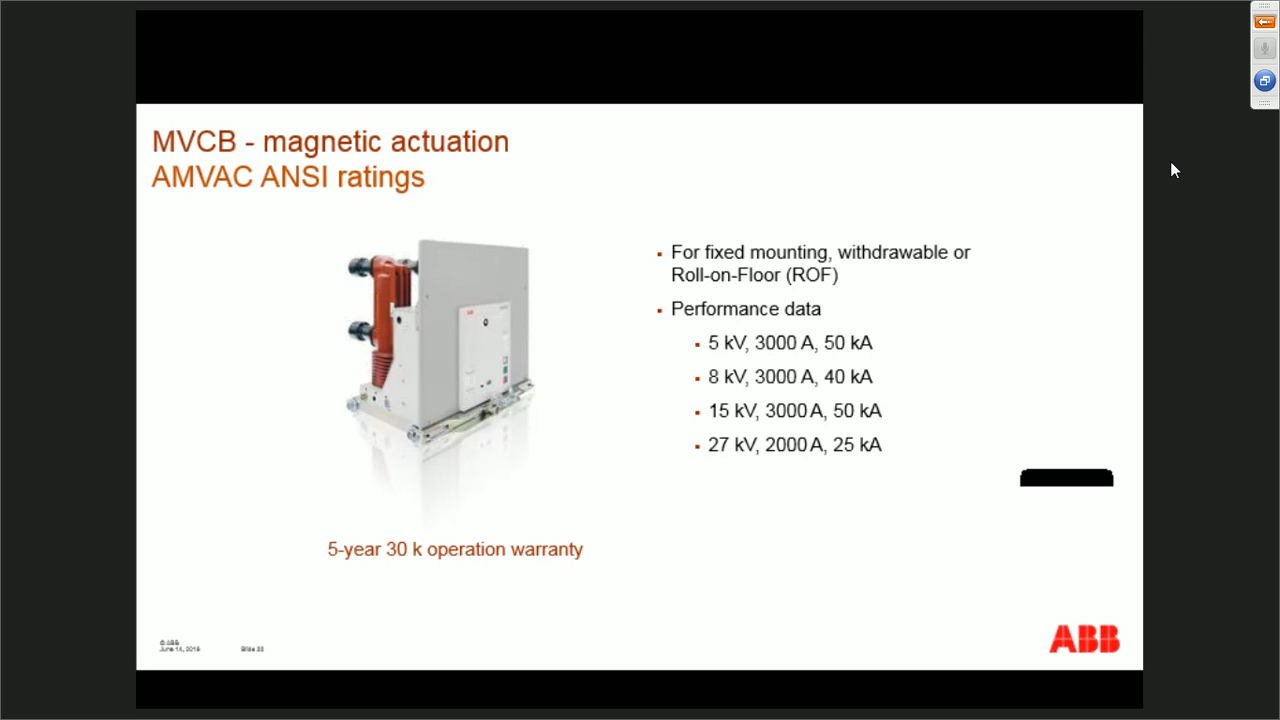 MVCB - magnetic actuation
AMVAC ANSI ratings
For fixed mounting, withdrawable or
Roll-on-Floor (ROF)
Performance data
5 kV, 3000 A, 50 kA
8 kV, 3000 A, 40 kA
15 kV, 3000 A, 50 kA
27 kV, 2000 A, 25 kA
5-year 30 k operation warranty
© ABB
Slide
ABB